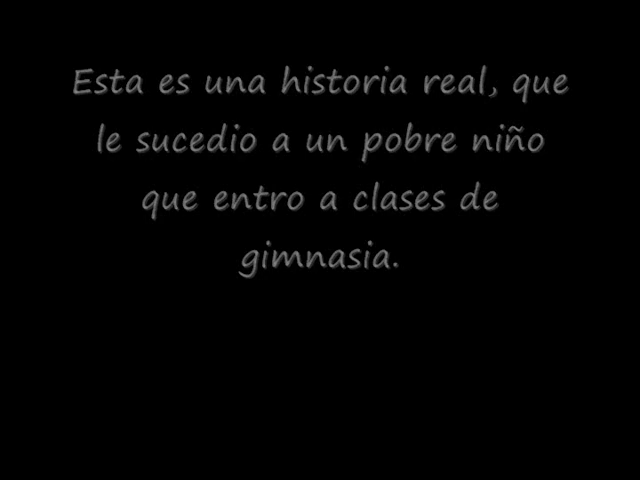 Esta es una historia real, que
le sucedio a un pobre niño
que entro a clases de
gimnasia.